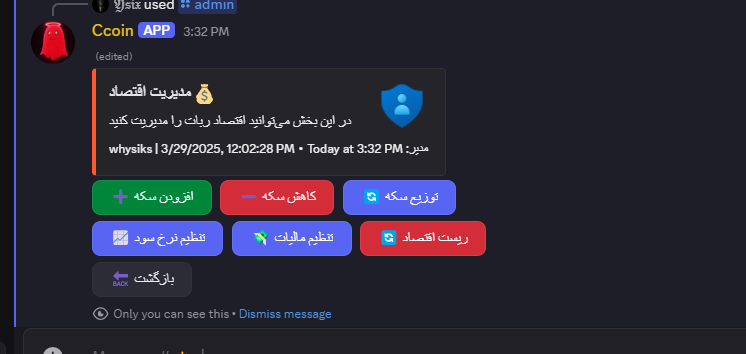 used admin
Ccoin APP 3:32 PM
(edited)
مدیریت اقتصاد
در این بخش می‌توانید اقتصاد ربات را مدیریت کنید
مدیر: whysiks | 3/29/2025, 12:02:28 PM • Today at 3:32 PM
افزودن سکه
کاهش سکه
توزیع سکه
تنظیم نرخ سود
تنظیم مالیات
ریست اقتصاد
BACK بازگشت
Only you can see this • Dismiss message